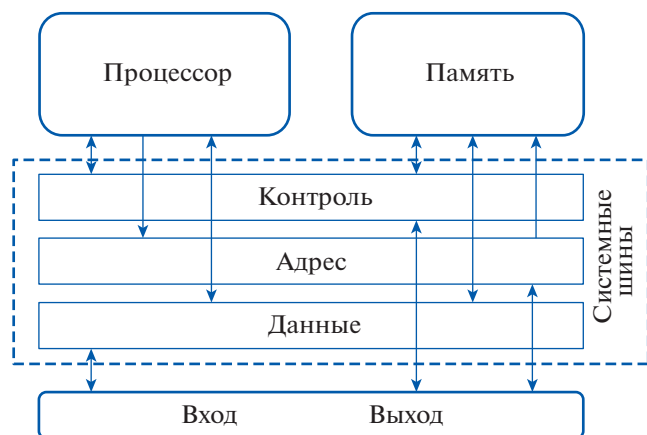 Процессор
Память
Контроль
Адрес
Данные
Системные
шины
Вход
Выход